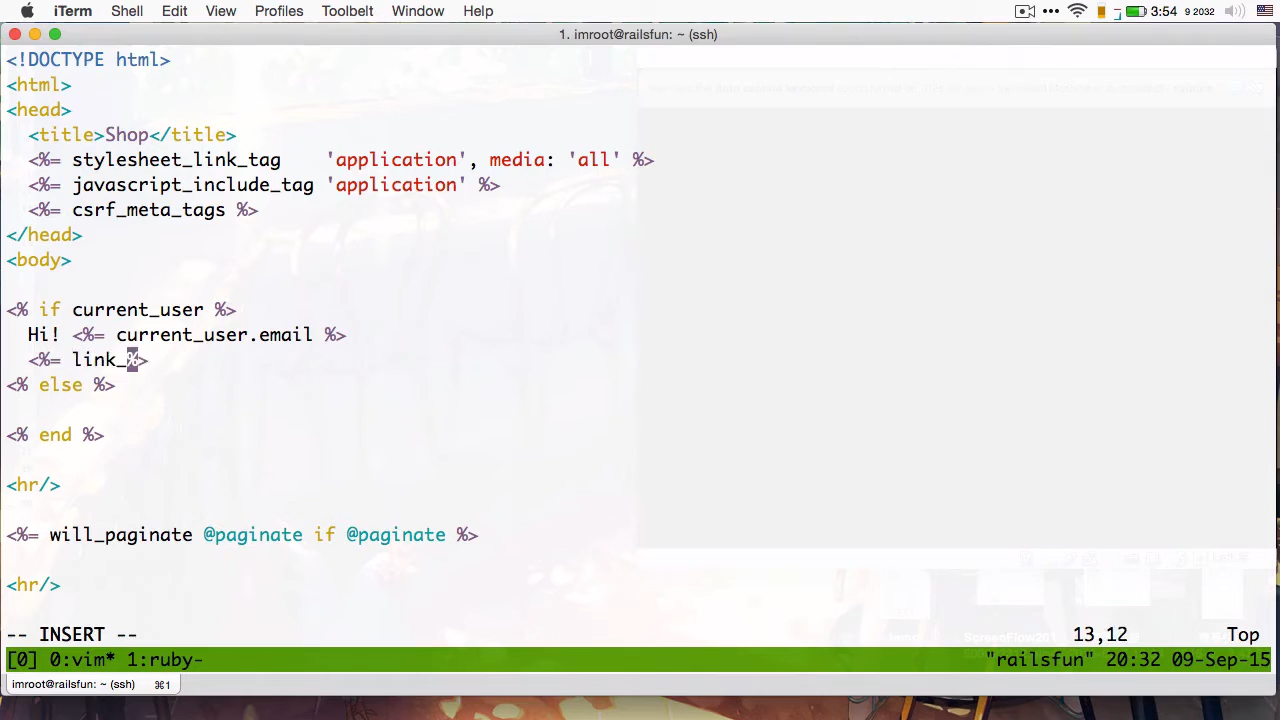 iTerm Shell Edit View Profiles Toolbelt Window Help 3:54 9 2032
1. imroot@railsfun: ~ (ssh)
<!DOCTYPE html>
<html>
<head>
  <title>Shop</title>
  <%= stylesheet_link_tag    'application', media: 'all' %>
  <%= javascript_include_tag 'application' %>
  <%= csrf_meta_tags %>
</head>
<body>
<% if current_user %>
  Hi! <%= current_user.email %>
  <%= link_%>
<% else %>
<% end %>
<hr/>
<%= will_paginate @paginate if @paginate %>
<hr/>
-- INSERT -- 13,12 Top
[0] 0:vim* 1:ruby- "railsfun" 20:32 09-Sep-15
imroot@railsfun: ~ (ssh) ⌘1